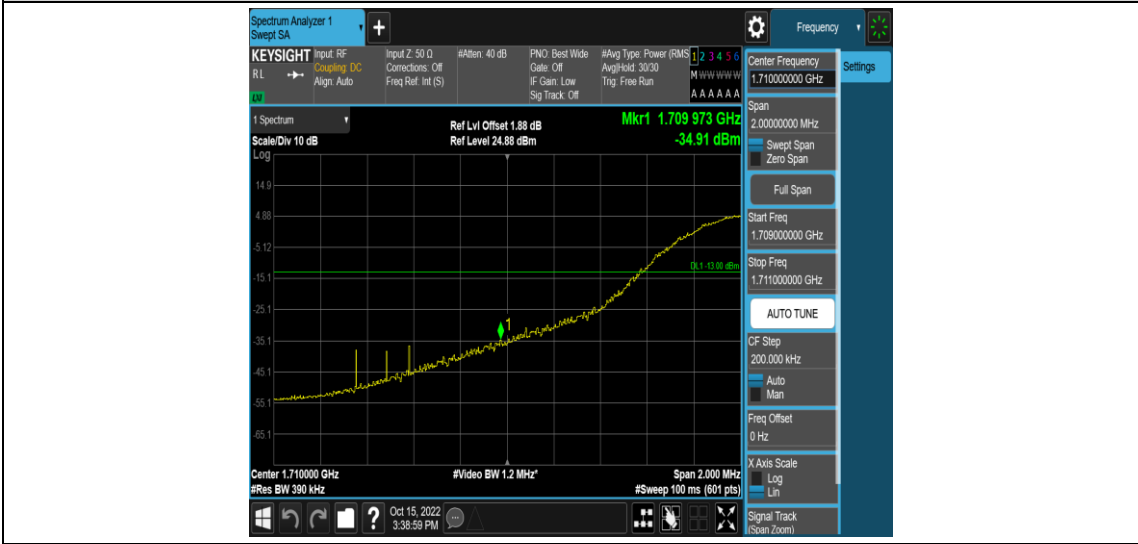 Spectrum Analyzer 1
Swept SA
+
Frequency
KEYSIGHT
RL
Input: RF
Coupling: DC
Align: Auto
Input Z: 50 Ω
Corrections: Off
Freq Ref: Int (S)
#Atten: 40 dB
PNO: Best Wide
Gate: Off
IF Gain: Low
Sig Track: Off
#Avg Type: Power (RMS
Avg|Hold: 30/30
Trig: Free Run
1 2 3 4 5 6
M W W W W W
A A A A A A
1 Spectrum
Scale/Div 10 dB
Log
Ref Lvl Offset 1.88 dB
Ref Level 24.88 dBm
Mkr1 1.709 973 GHz
-34.91 dBm
14.9
4.88
-5.12
-15.1
-25.1
-35.1
-45.1
-55.1
-65.1
DL1 -13.00 dBm
1
Center 1.710000 GHz
#Res BW 390 kHz
#Video BW 1.2 MHz*
Span 2.000 MHz
#Sweep 100 ms (601 pts)
?
Oct 15, 2022
3:38:59 PM
Center Frequency
1.710000000 GHz
Span
2.00000000 MHz
Swept Span
Zero Span
Full Span
Start Freq
1.709000000 GHz
Stop Freq
1.711000000 GHz
AUTO TUNE
CF Step
200.000 kHz
Auto
Man
Freq Offset
0 Hz
X Axis Scale
Log
Lin
Signal Track
(Span Zoom)
Settings